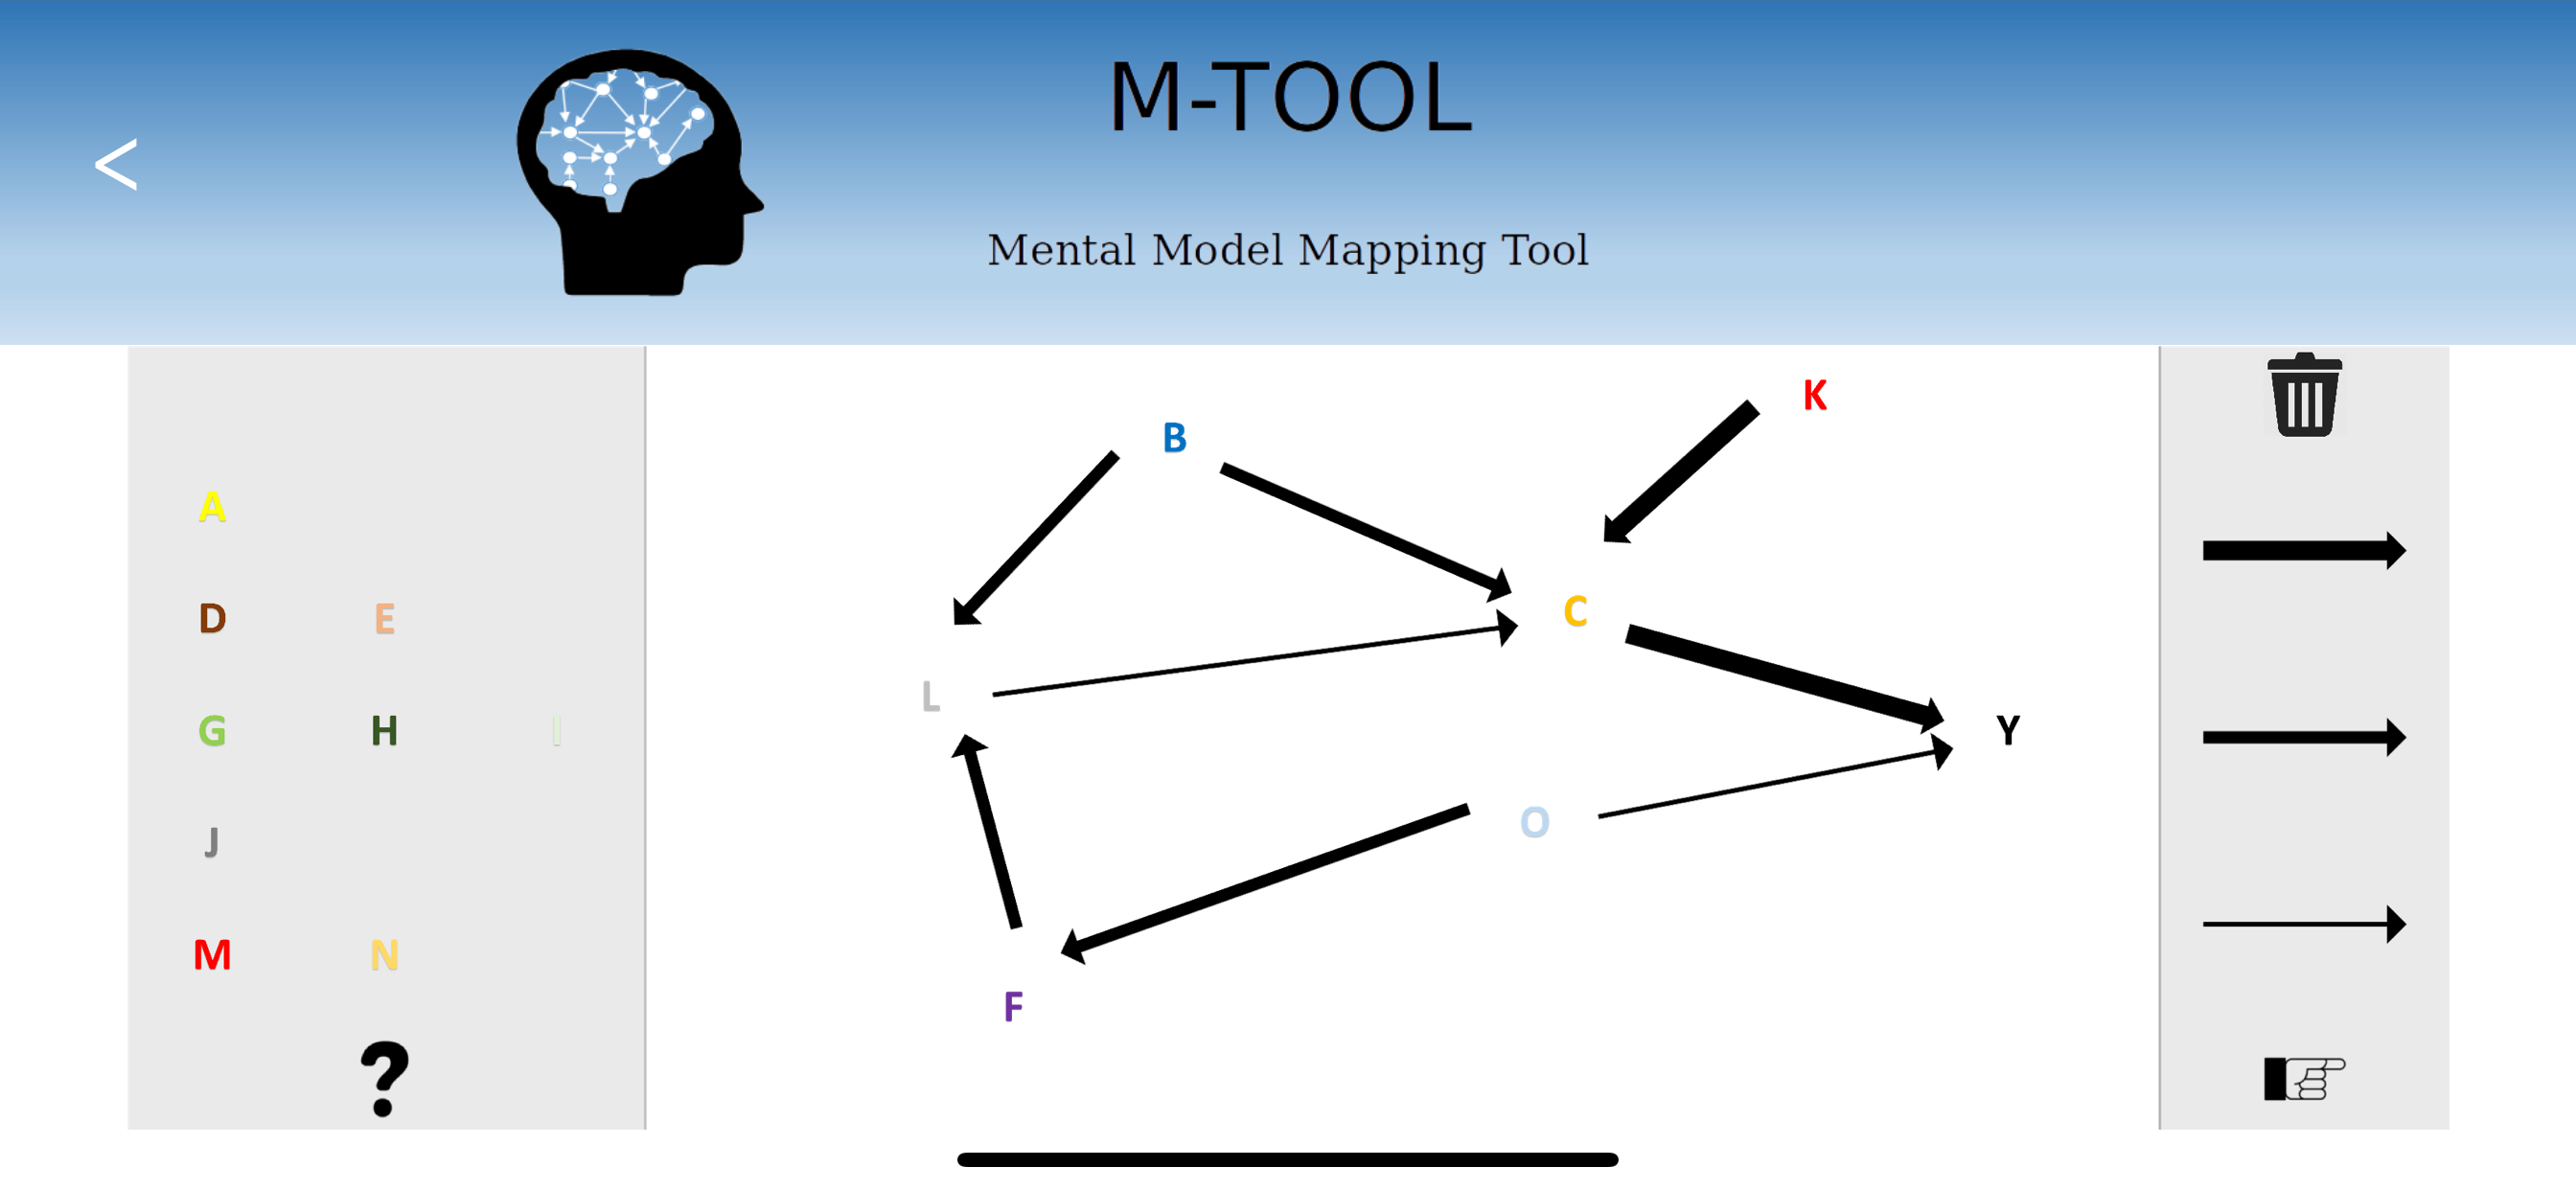 <
M-TOOL
Mental Model Mapping Tool
A
D E
G H I
J
M N
?
B
K
C
L
Y
O
F